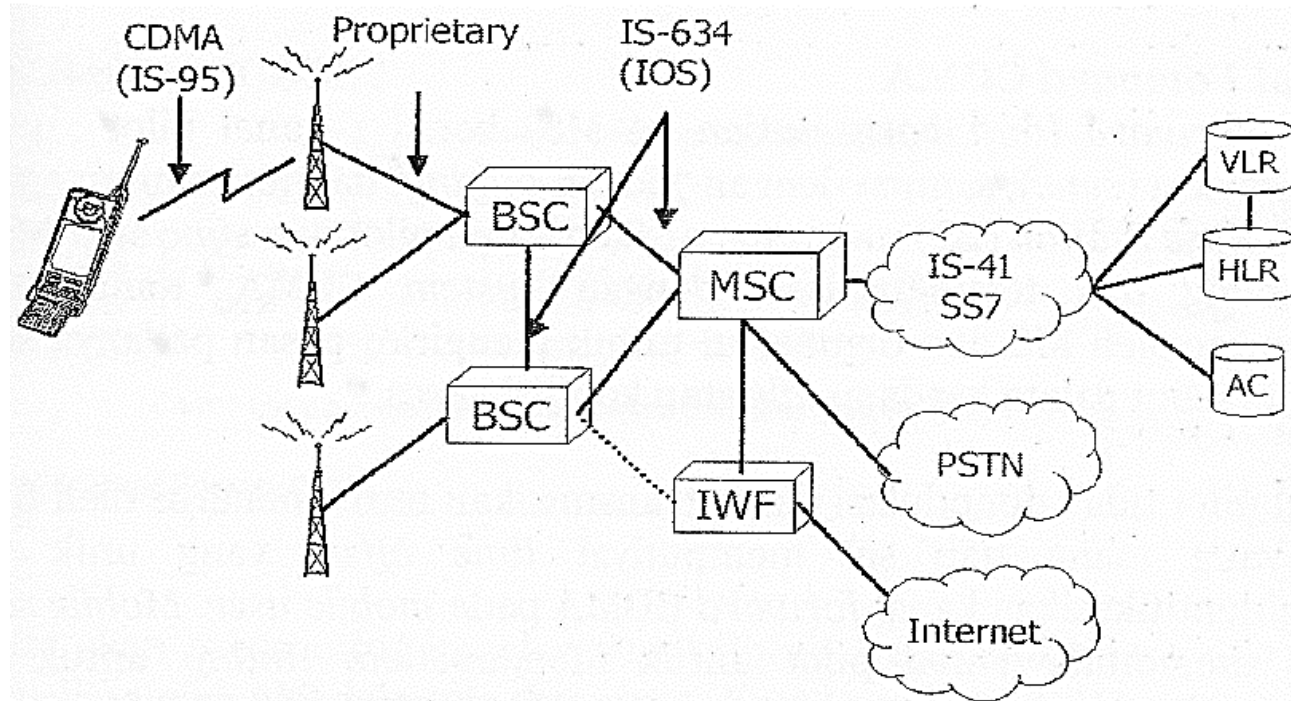 CDMA
(IS-95)
Proprietary
IS-634
(IOS)
BSC
BSC
MSC
IWF
IS-41
SS7
PSTN
Internet
VLR
HLR
AC